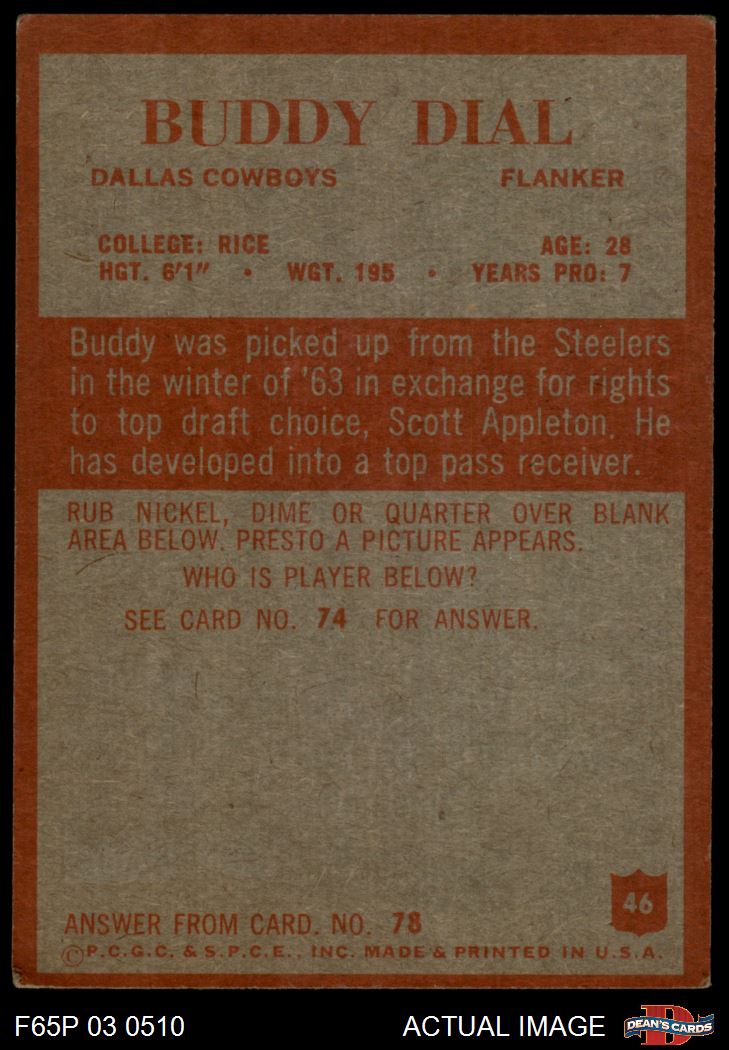 BUDDY DIAL
DALLAS COWBOYS FLANKER
COLLEGE: RICE AGE: 28
HGT. 6'1" • WGT. 195 • YEARS PRO: 7
Buddy was picked up from the Steelers
in the winter of '63 in exchange for rights
to top draft choice, Scott Appleton. He
has developed into a top pass receiver.
RUB NICKEL, DIME OR QUARTER OVER BLANK
AREA BELOW. PRESTO A PICTURE APPEARS.
WHO IS PLAYER BELOW?
SEE CARD NO. 74 FOR ANSWER.
46
ANSWER FROM CARD. NO. 78
©P.C.G.C. & S.P.C.E., INC. MADE & PRINTED IN U.S.A.
F65P 03 0510 ACTUAL IMAGE DEAN'S CARDS